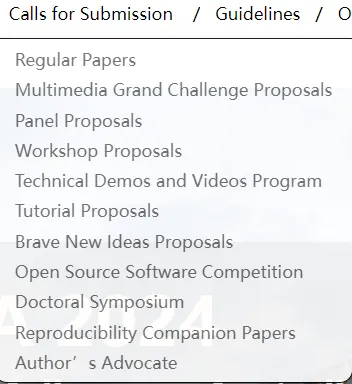 Calls for Submission / Guidelines / O
Regular Papers
Multimedia Grand Challenge Proposals
Panel Proposals
Workshop Proposals
Technical Demos and Videos Program
Tutorial Proposals
Brave New Ideas Proposals
Open Source Software Competition
Doctoral Symposium
A 2024
Reproducibility Companion Papers
Author’s Advocate